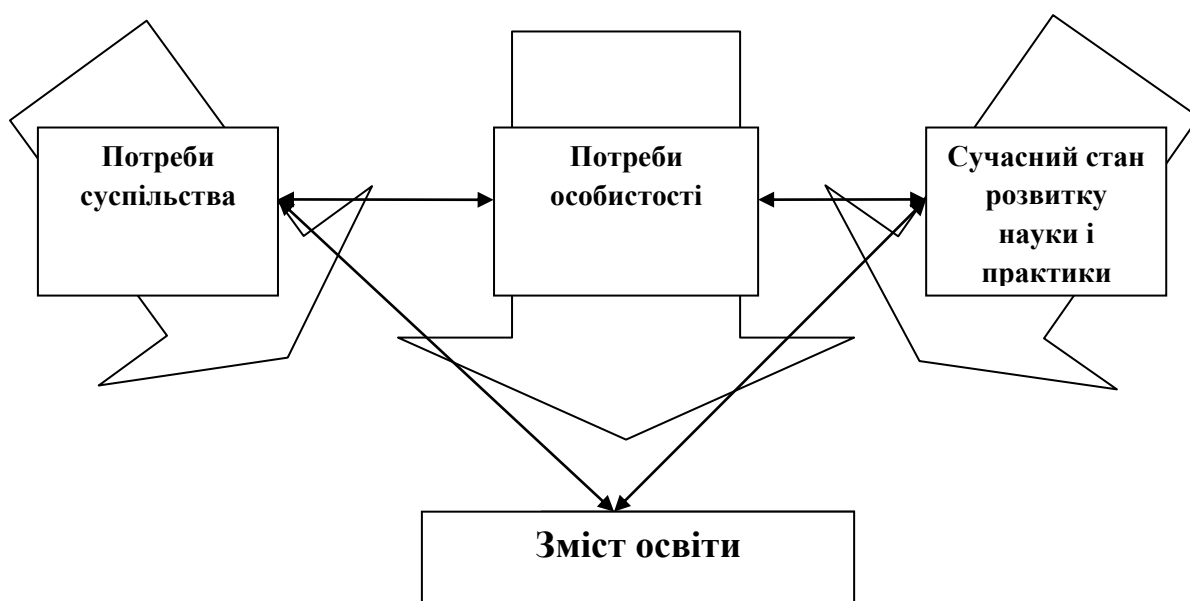 Потреби
суспільства
Потреби
особистості
Сучасний стан
розвитку
науки і
практики
Зміст освіти